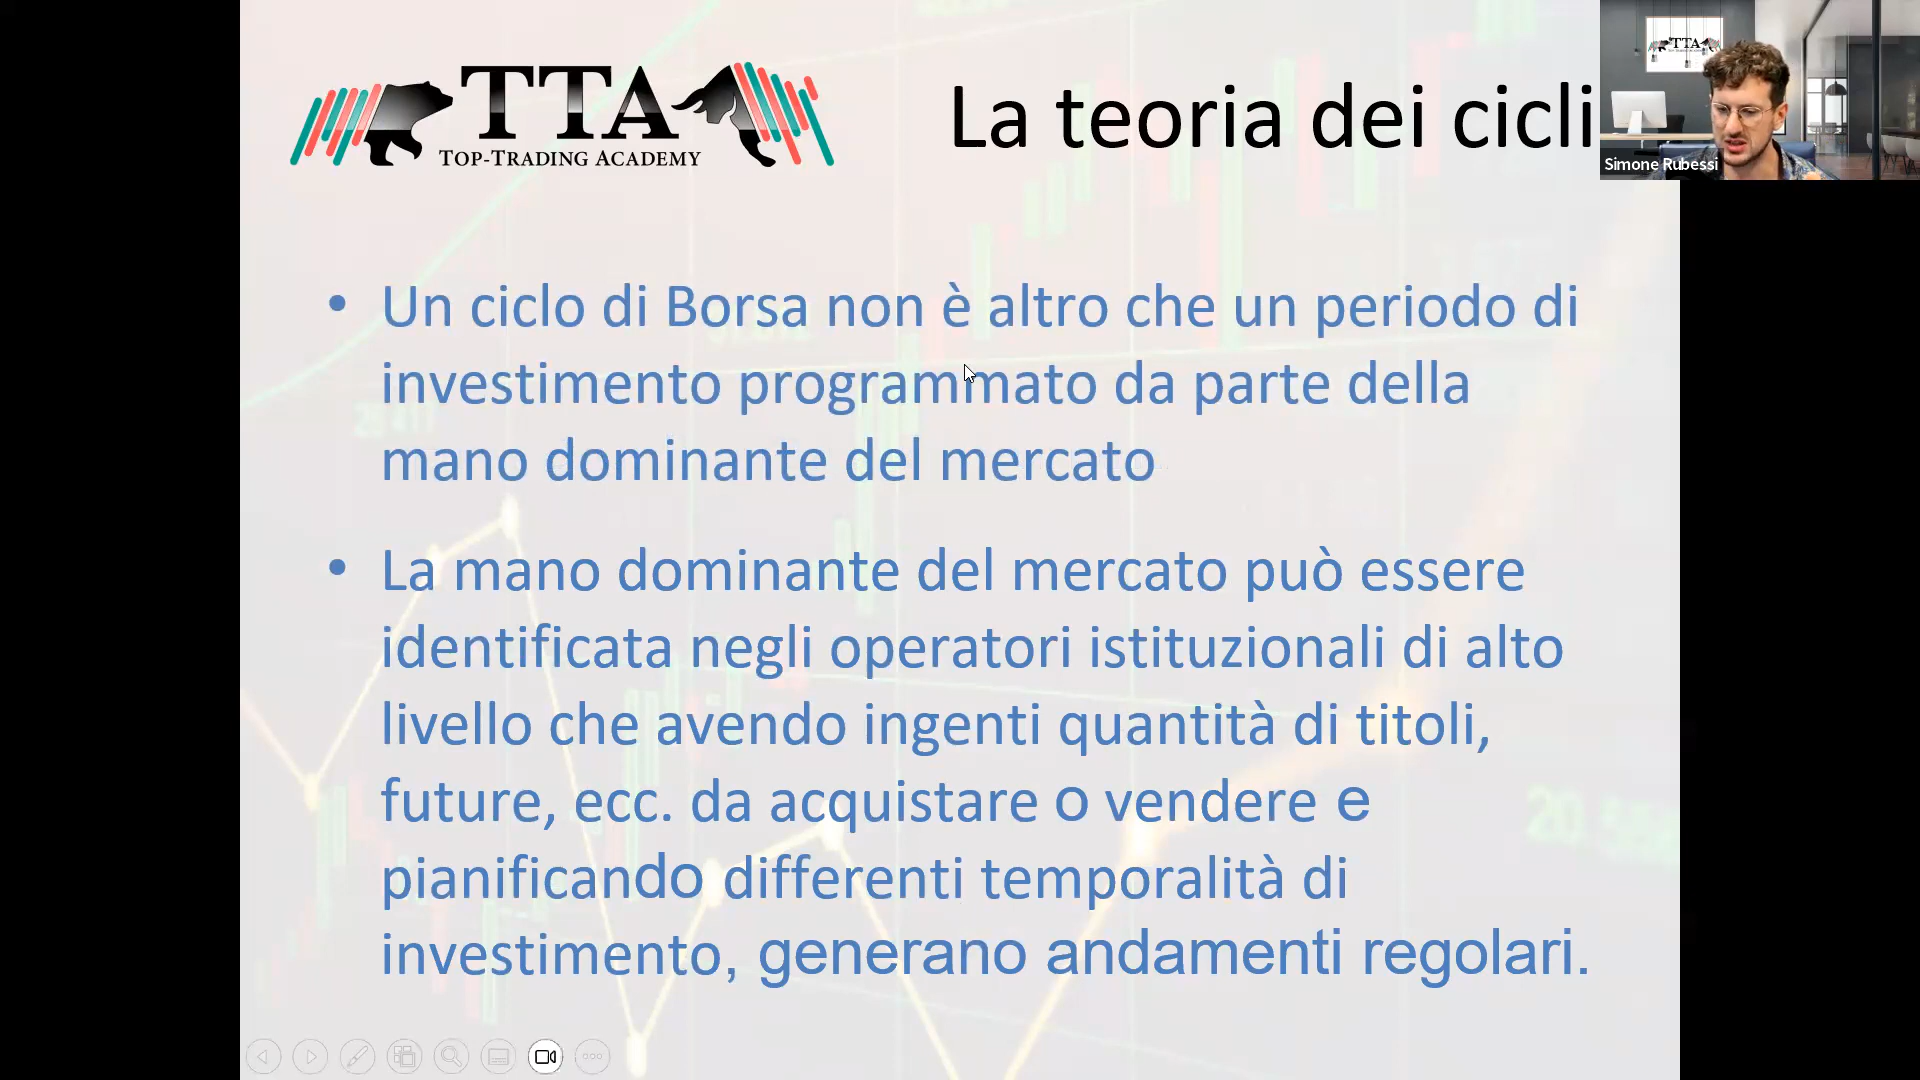 TTA
TOP-TRADING ACADEMY
La teoria dei cicli
TTA
Simone Rubessi
• Un ciclo di Borsa non è altro che un periodo di
investimento programmato da parte della
mano dominante del mercato
• La mano dominante del mercato può essere
identificata negli operatori istituzionali di alto
livello che avendo ingenti quantità di titoli,
future, ecc. da acquistare o vendere e
pianificando differenti temporalità di
investimento, generano andamenti regolari.